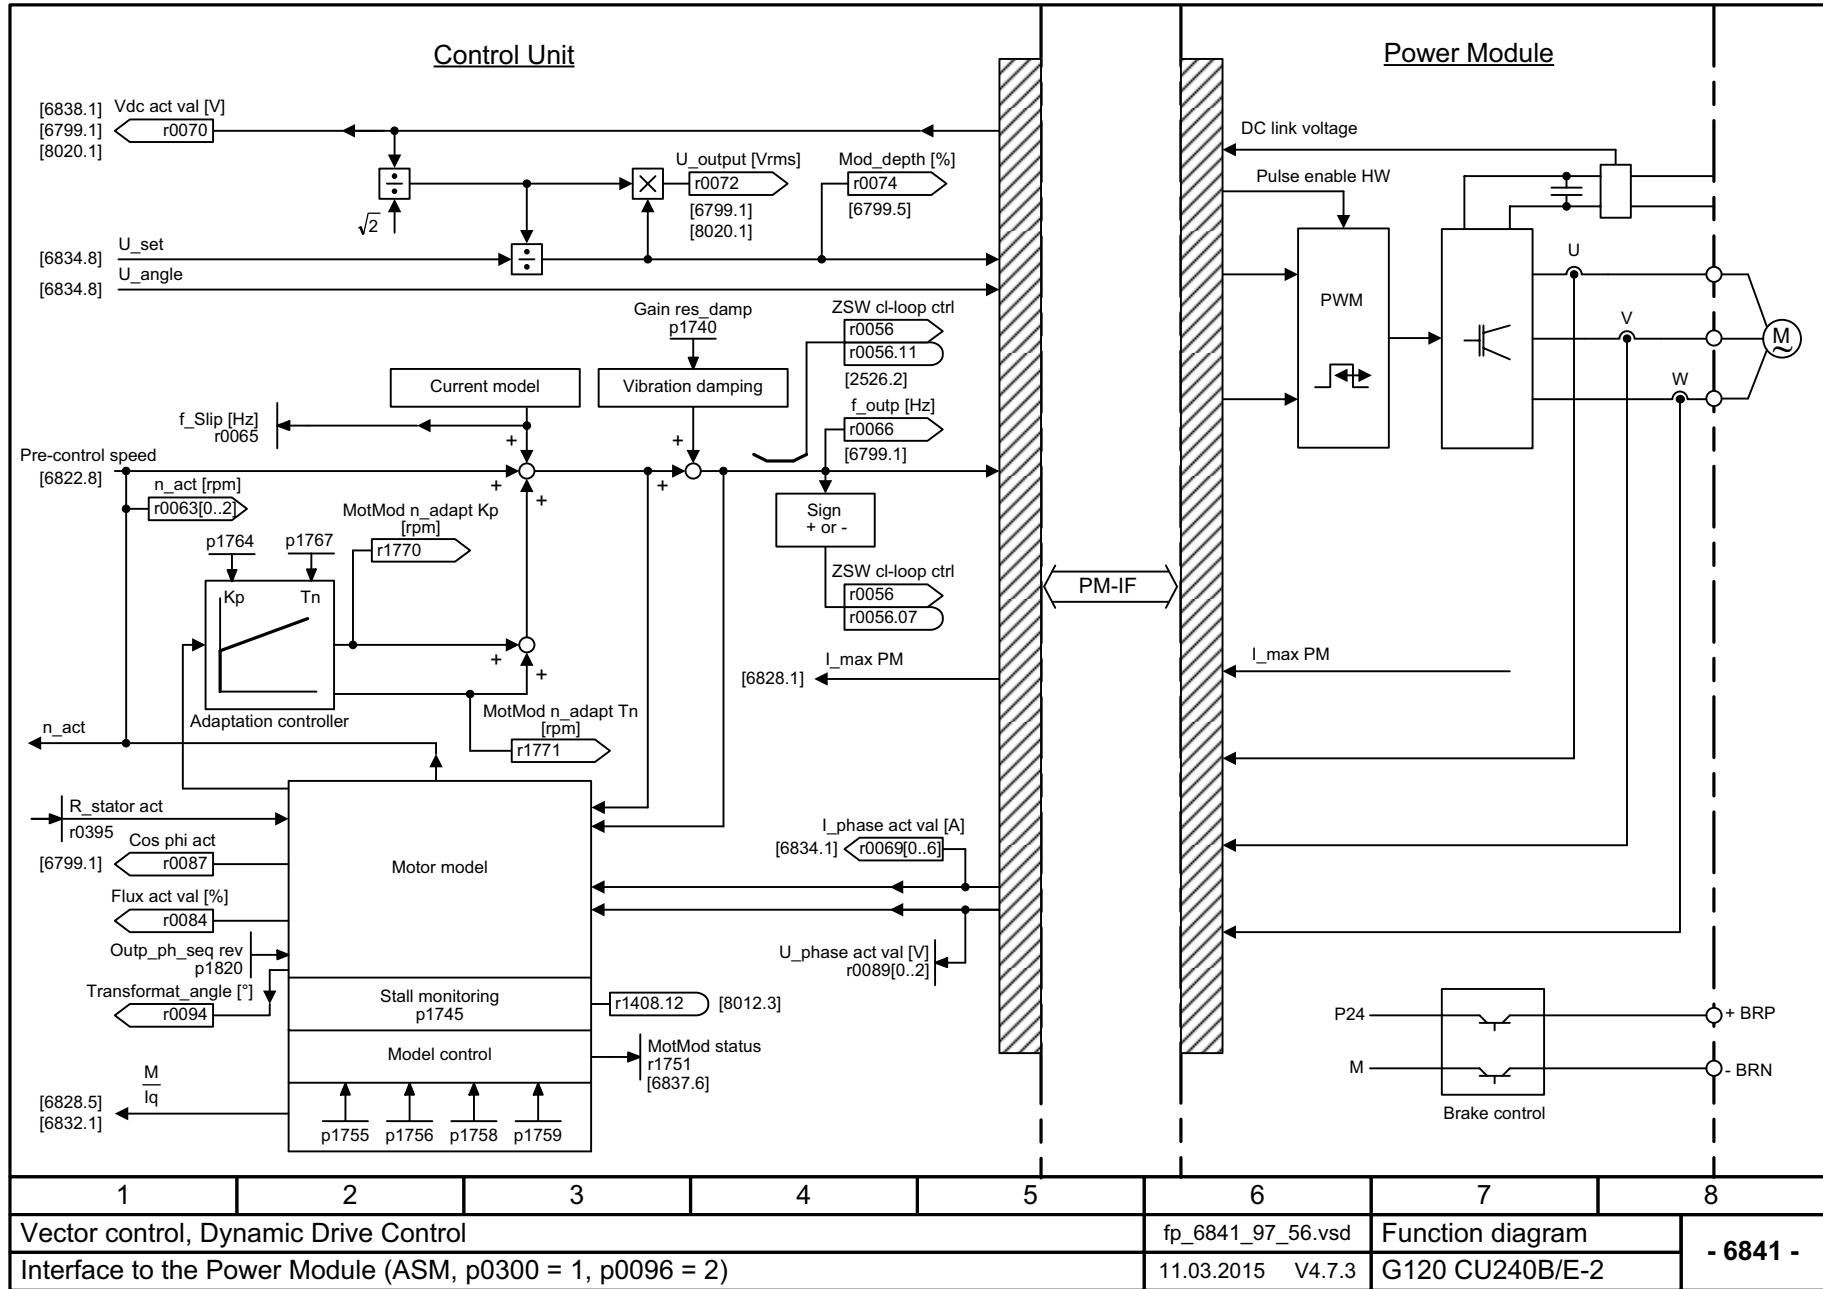 Control Unit
Power Module
[6838.1]
Vdc act val [V]
[6799.1]
r0070
[8020.1]
DC link voltage
U_output [Vrms]
Mod_depth [%]
÷
×
r0072
r0074
Pulse enable HW
[6799.1]
[6799.5]
√2
[8020.1]
U_set
[6834.8]
÷
U_angle
[6834.8]
U
PWM
V
M
~
W
Gain res_damp
p1740
ZSW cl-loop ctrl
r0056
r0056.11
[2526.2]
Current model
Vibration damping
f_Slip [Hz]
r0065
f_outp [Hz]
r0066
[6799.1]
+
+
Pre-control speed
[6822.8]
+
+
+
n_act [rpm]
r0063[0..2]
MotMod n_adapt Kp
[rpm]
r1770
Sign
+ or -
p1764
p1767
Kp
Tn
ZSW cl-loop ctrl
r0056
r0056.07
PM-IF
+
+
Adaptation controller
I_max PM
[6828.1]
I_max PM
MotMod n_adapt Tn
[rpm]
r1771
n_act
R_stator act
r0395
Cos phi act
[6799.1]
r0087
Motor model
I_phase act val [A]
[6834.1]
r0069[0..6]
Flux act val [%]
r0084
Outp_ph_seq rev
p1820
U_phase act val [V]
r0089[0..2]
Transformat_angle [°]
r0094
Stall monitoring
p1745
r1408.12
[8012.3]
Model control
MotMod status
r1751
[6837.6]
M
Iq
[6828.5]
[6832.1]
p1755
p1756
p1758
p1759
P24
+ BRP
M
- BRN
Brake control
1
2
3
4
5
6
7
8
Vector control, Dynamic Drive Control
fp_6841_97_56.vsd
Function diagram
- 6841 -
Interface to the Power Module (ASM, p0300 = 1, p0096 = 2)
11.03.2015
V4.7.3
G120 CU240B/E-2